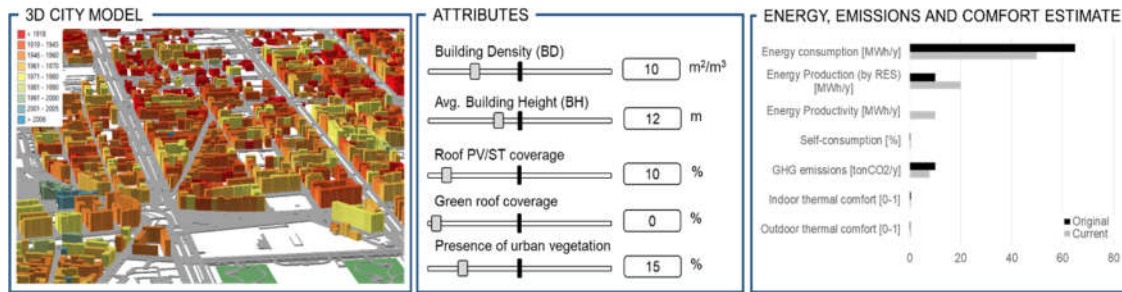 3D CITY MODEL
< 1918
1919 - 1945
1946 - 1960
1961 - 1970
1971 - 1980
1981 - 1990
1991 - 2000
2001 - 2005
> 2006
ATTRIBUTES
Building Density (BD)
10 m²/m³
Avg. Building Height (BH)
12 m
Roof PV/ST coverage
10 %
Green roof coverage
0 %
Presence of urban vegetation
15 %
ENERGY, EMISSIONS AND COMFORT ESTIMATE
Energy consumption [MWh/y]
Energy Production (by RES)
[MWh/y]
Energy Productivity [MWh/y]
Self-consumption [%]
GHG emissions [tonCO2/y]
Indoor thermal comfort [0-1]
Outdoor thermal comfort [0-1]
Original
Current
0 20 40 60 80